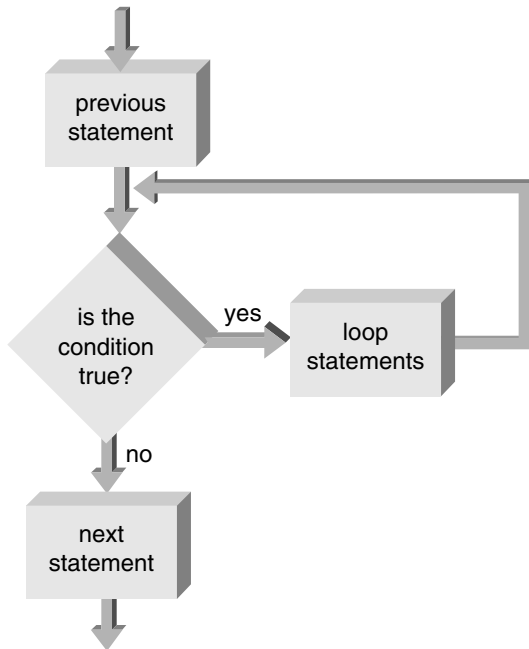 previous
statement
is the
condition
true?
yes
loop
statements
no
next
statement